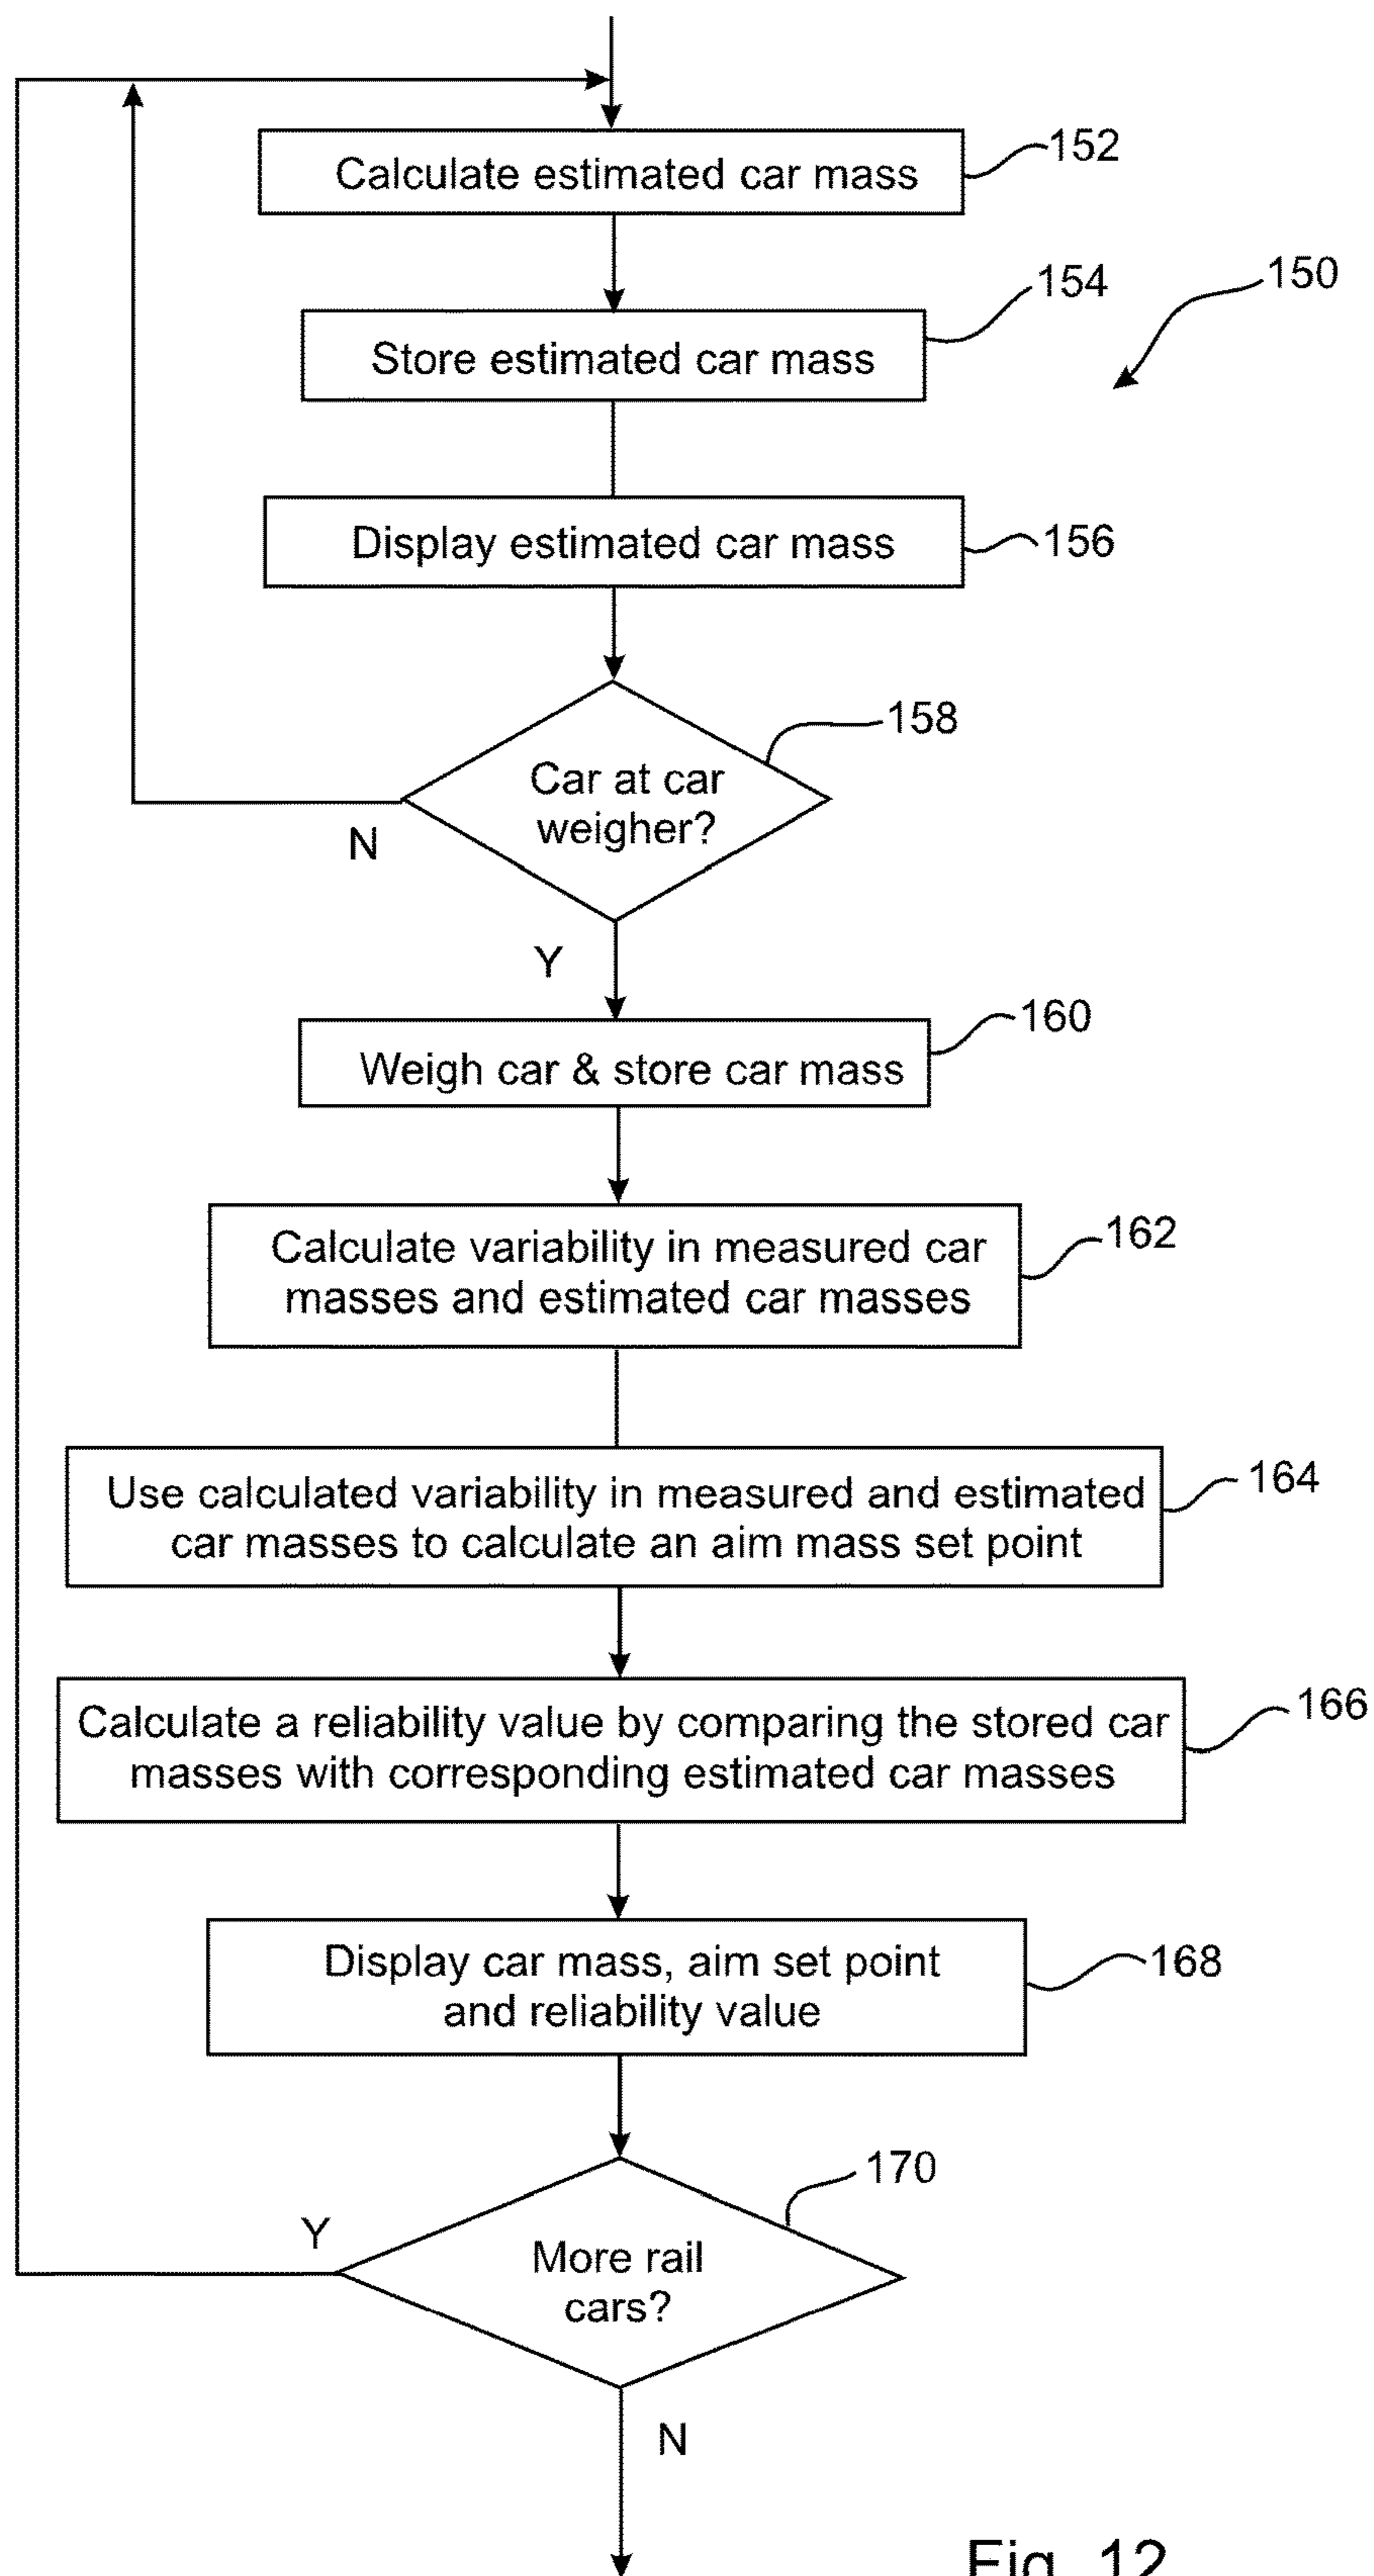 Calculate estimated car mass
152
Store estimated car mass
154
150
Display estimated car mass
156
Car at car
weigher?
158
N
Y
Weigh car & store car mass
160
Calculate variability in measured car
masses and estimated car masses
162
Use calculated variability in measured and estimated
car masses to calculate an aim mass set point
164
Calculate a reliability value by comparing the stored car
masses with corresponding estimated car masses
166
Display car mass, aim set point
and reliability value
168
More rail
cars?
170
Y
N
Fig. 12